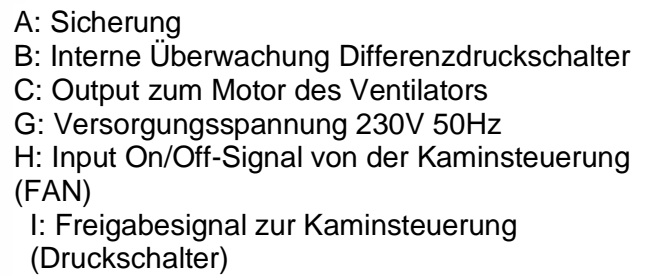 A: Sicherung
B: Interne Überwachung Differenzdruckschalter
C: Output zum Motor des Ventilators
G: Versorgungsspannung 230V 50Hz
H: Input On/Off-Signal von der Kaminsteuerung
(FAN)
I: Freigabesignal zur Kaminsteuerung
(Druckschalter)